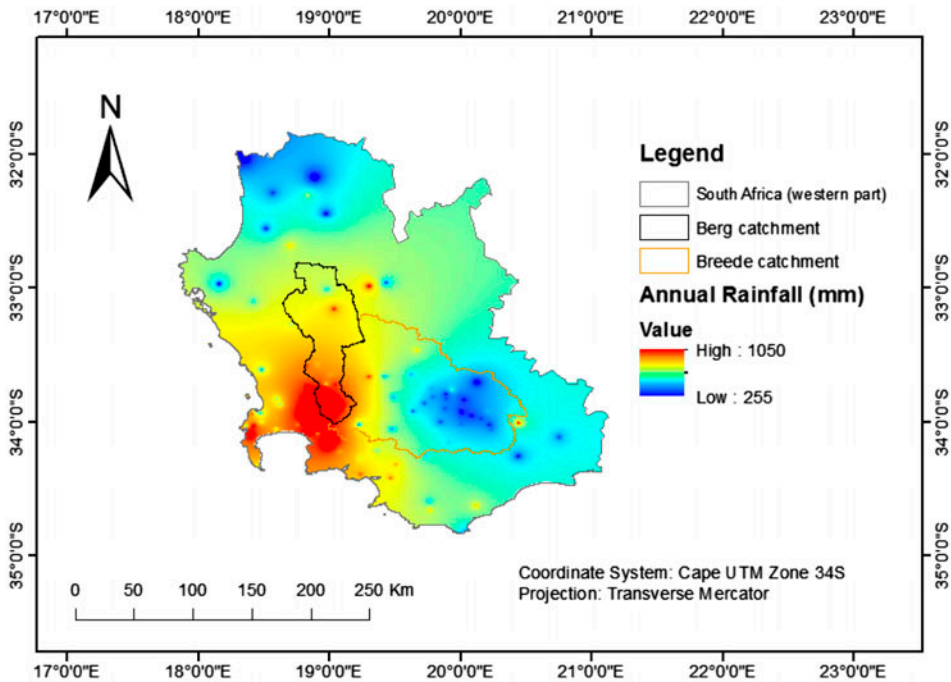 17°0'0"E 18°0'0"E 19°0'0"E 20°0'0"E 21°0'0"E 22°0'0"E 23°0'0"E
N
32°0'0"S
33°0'0"S
34°0'0"S
35°0'0"S
Legend
South Africa (western part)
Berg catchment
Breede catchment
Annual Rainfall (mm)
Value
High : 1050
Low : 255
32°0'0"S
33°0'0"S
34°0'0"S
35°0'0"S
0 50 100 150 200 250 Km
Coordinate System: Cape UTM Zone 34S
Projection: Transverse Mercator
17°0'0"E 18°0'0"E 19°0'0"E 20°0'0"E 21°0'0"E 22°0'0"E 23°0'0"E